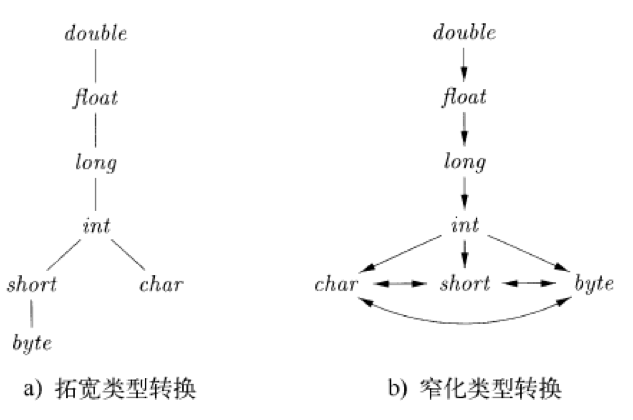 double
float
long
int
short
char
byte
a) 拓宽类型转换
double
float
long
int
char
short
byte
b) 窄化类型转换